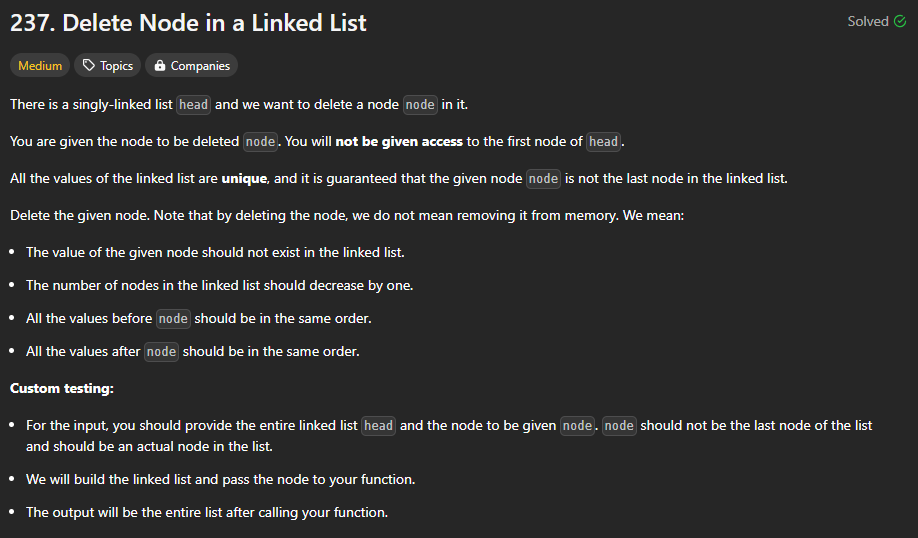 237. Delete Node in a Linked List
Solved
Medium Topics Companies
There is a singly-linked list head and we want to delete a node node in it.
You are given the node to be deleted node. You will not be given access to the first node of head.
All the values of the linked list are unique, and it is guaranteed that the given node node is not the last node in the linked list.
Delete the given node. Note that by deleting the node, we do not mean removing it from memory. We mean:
• The value of the given node should not exist in the linked list.
• The number of nodes in the linked list should decrease by one.
• All the values before node should be in the same order.
• All the values after node should be in the same order.
Custom testing:
• For the input, you should provide the entire linked list head and the node to be given node. node should not be the last node of the list
and should be an actual node in the list.
• We will build the linked list and pass the node to your function.
• The output will be the entire list after calling your function.